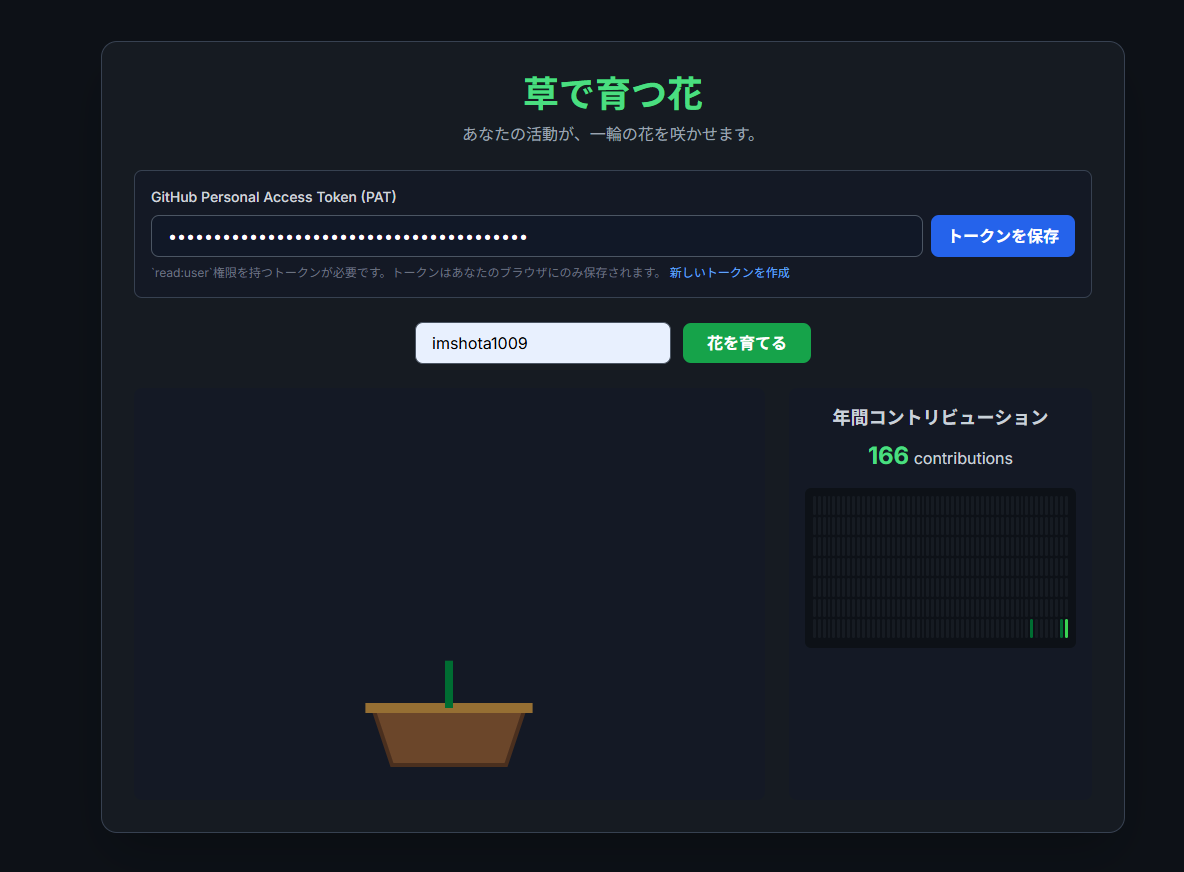 草で育つ花
あなたの活動が、一輪の花を咲かせます。
GitHub Personal Access Token (PAT)
••••••••••••••••••••••••••••••••••••••••
トークンを保存
`read:user`権限を持つトークンが必要です。トークンはあなたのブラウザにのみ保存されます。 新しいトークンを作成
imshota1009
花を育てる
年間コントリビューション
166 contributions